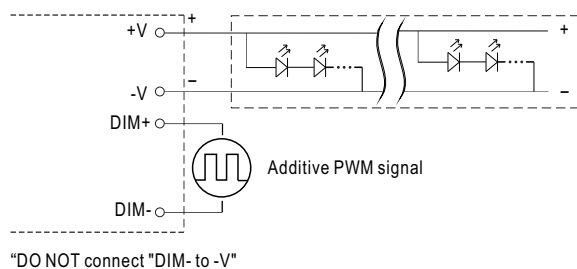 +V
+
-V
−
+
−
DIM+
Additive PWM signal
DIM-
“DO NOT connect "DIM- to -V"